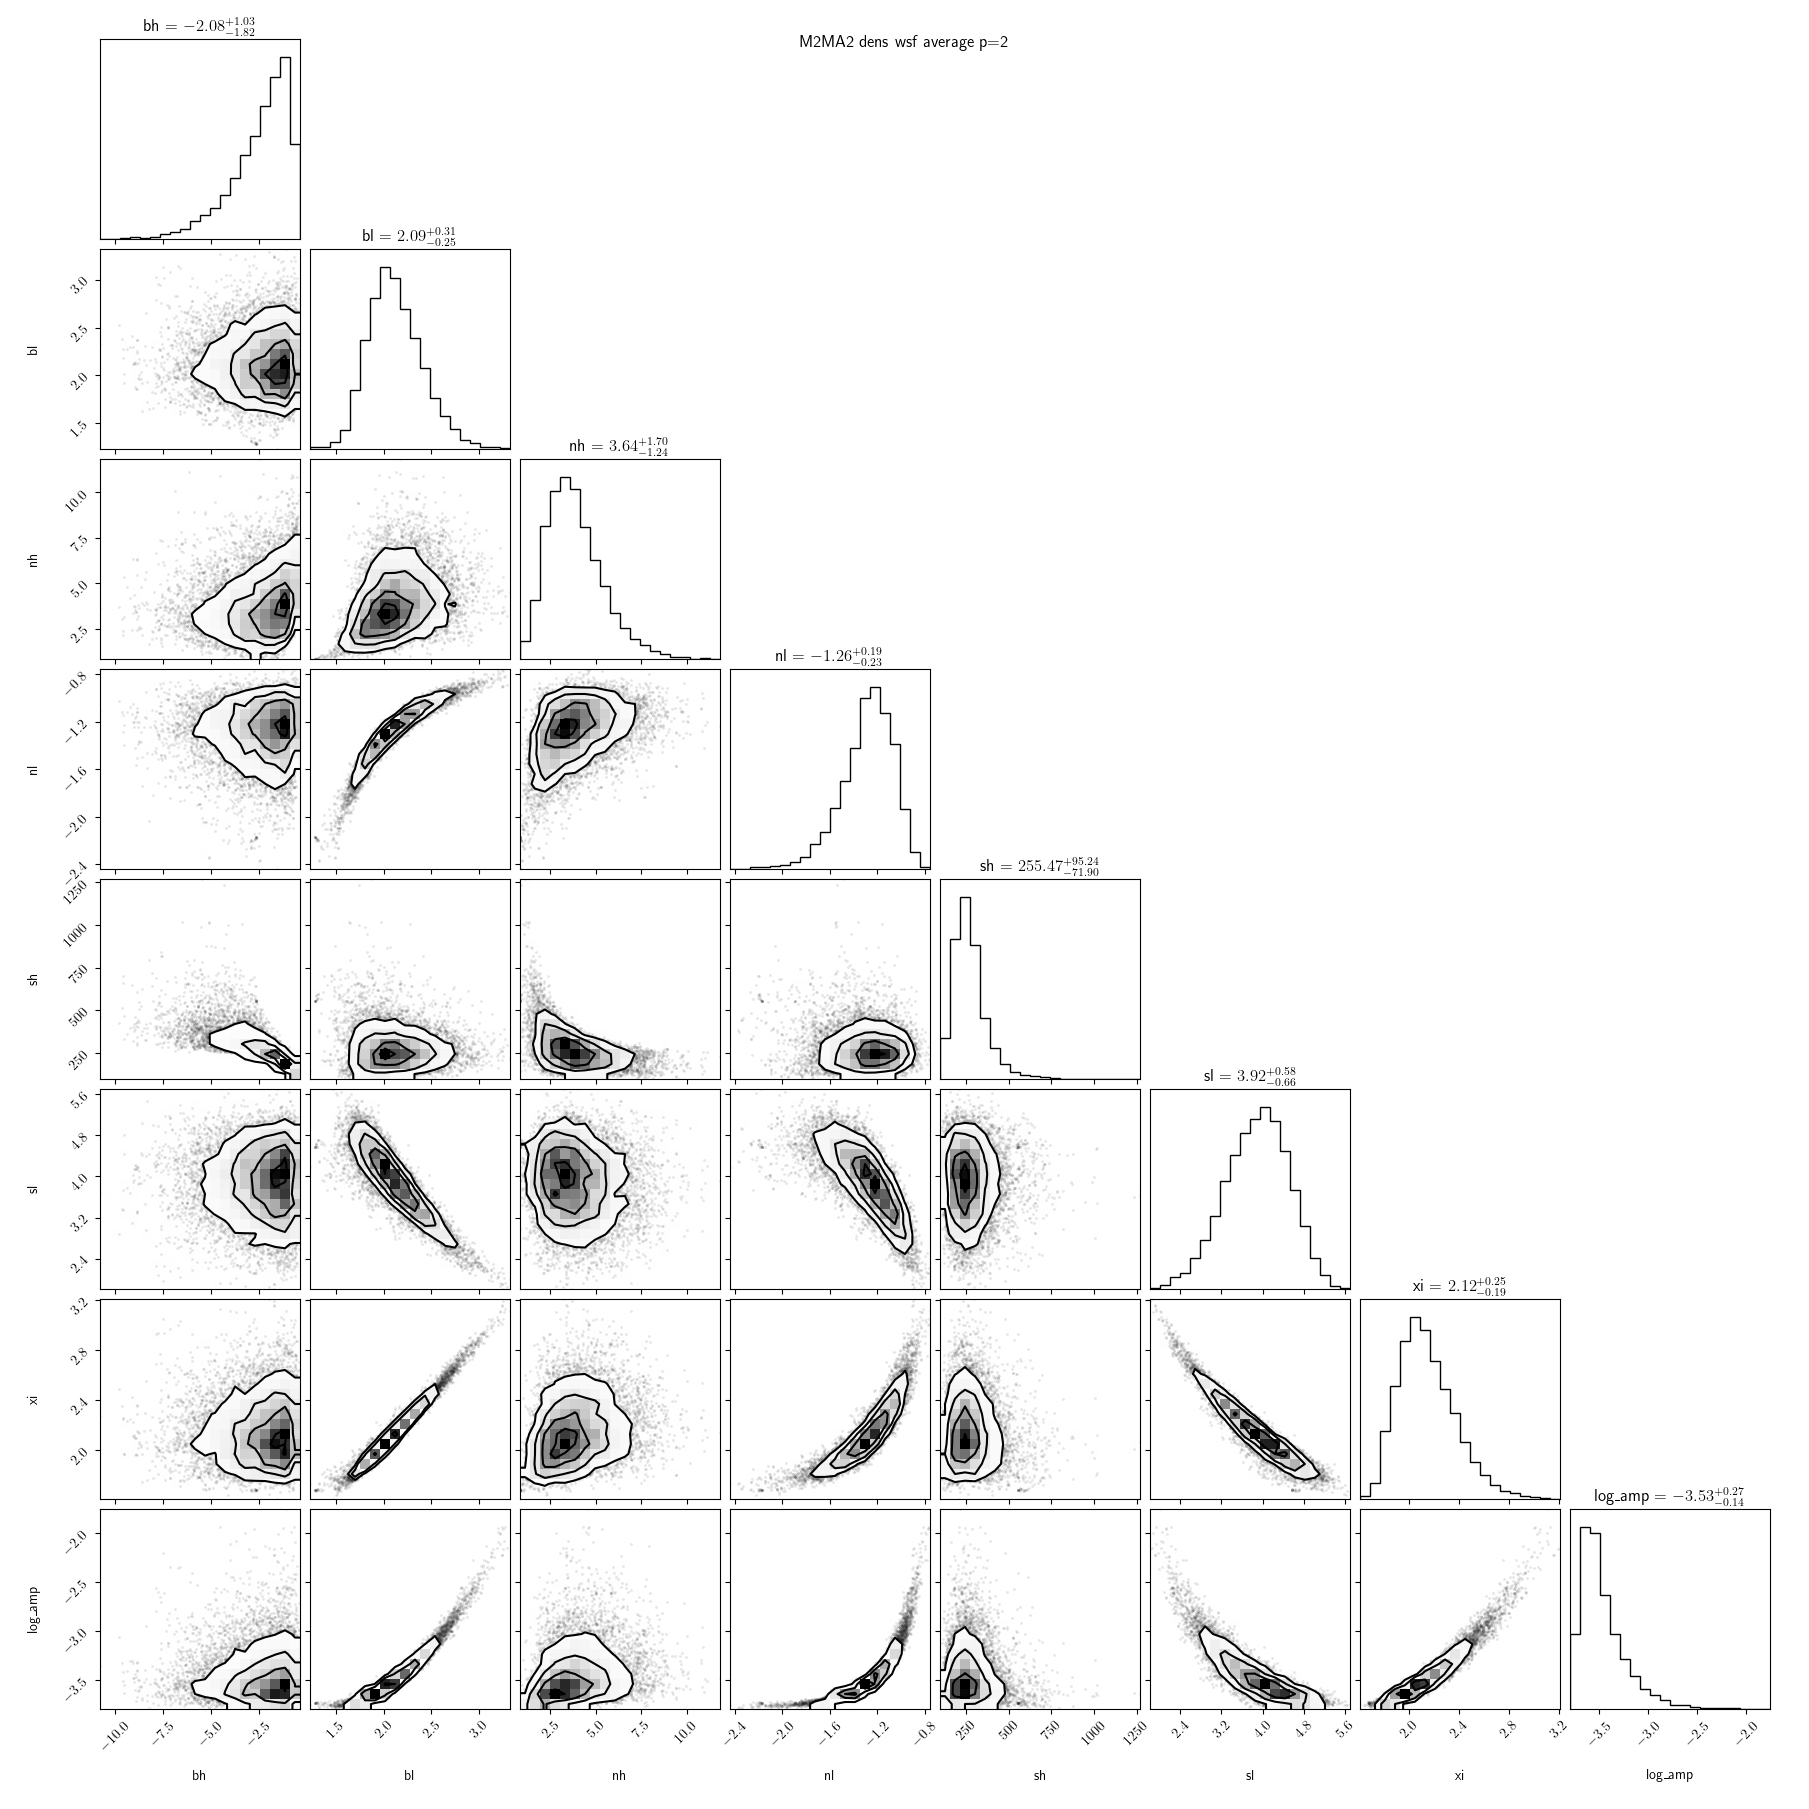 M2MA2 dens wsf average p=2
bh = −2.08 +1.03 −1.82
bl = 2.09 +0.31 −0.25
bl
3.0
2.5
2.0
1.5
nh = 3.64 +1.70 −1.24
nh
10.0
7.5
5.0
2.5
nl = −1.26 +0.19 −0.23
nl
−0.8
−1.2
−1.6
−2.0
−2.4
sh = 255.47 +95.24 −71.90
sh
1250
1000
750
500
250
sl = 3.92 +0.58 −0.66
sl
5.6
4.8
4.0
3.2
2.4
xi = 2.12 +0.25 −0.19
xi
3.2
2.8
2.4
2.0
log_amp = −3.53 +0.27 −0.14
log_amp
−2.0
−2.5
−3.0
−3.5
−10.0 −7.5 −5.0 −2.5 1.5 2.0 2.5 3.0 2.5 5.0 7.5 10.0 −2.4 −2.0 −1.6 −1.2 −0.8 250 500 750 1000 1250 2.4 3.2 4.0 4.8 5.6 2.0 2.4 2.8 3.2 −3.5 −3.0 −2.5 −2.0
bh bl nh nl sh sl xi log_amp